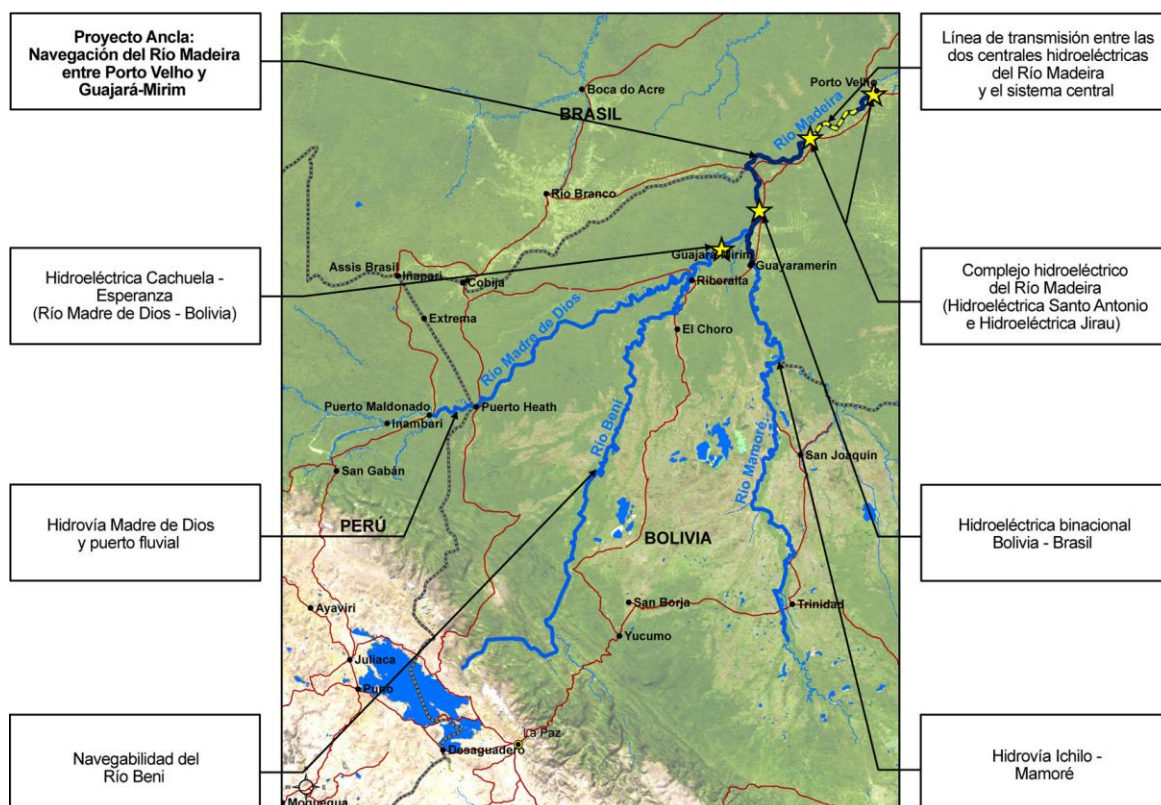 Proyecto Ancla:
Navegación del Río Madeira
entre Porto Velho y
Guajará-Mirim
Línea de transmisión entre las
dos centrales hidroeléctricas
del Río Madeira
y el sistema central
Hidroeléctrica Cachuela -
Esperanza
(Río Madre de Dios - Bolivia)
Complejo hidroeléctrico
del Río Madeira
(Hidroeléctrica Santo Antonio
e Hidroeléctrica Jirau)
Hidrovía Madre de Dios
y puerto fluvial
Hidroeléctrica binacional
Bolivia - Brasil
Navegabilidad del
Río Beni
Hidrovía Ichilo -
Mamoré
Porto Velho
Boca do Acre
BRASIL
Río Madeira
Rio Branco
Guajará-Mirim
Guayaramerín
Assis Brasil
Iñapari
Cobija
Riberalta
Extrema
El Choro
Río Madre de Dios
Puerto Maldonado
Puerto Heath
Inambari
Río Beni
Río Mamoré
San Joaquín
San Gabán
PERÚ
BOLIVIA
Ayaviri
San Borja
Trinidad
Yucumo
Juliaca
Puno
La Paz
Desaguadero
W E
Moquegua